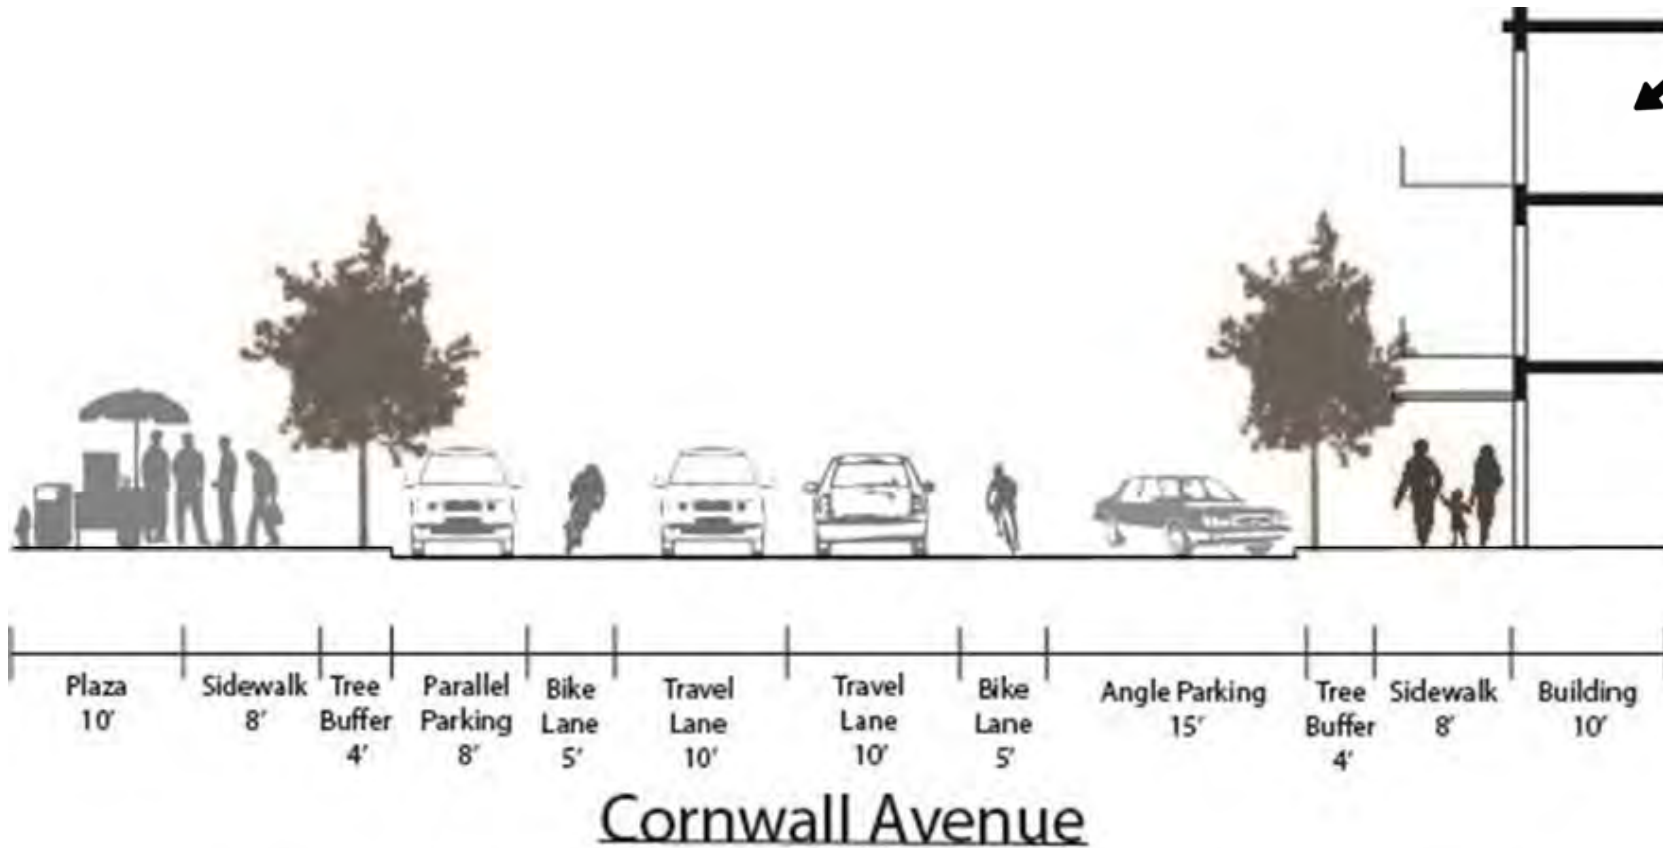 Plaza
10'
Sidewalk
8'
Tree
Buffer
4'
Parallel
Parking
8'
Bike
Lane
5'
Travel
Lane
10'
Travel
Lane
10'
Bike
Lane
5'
Angle Parking
15'
Tree
Buffer
4'
Sidewalk
8'
Building
10'
Cornwall Avenue